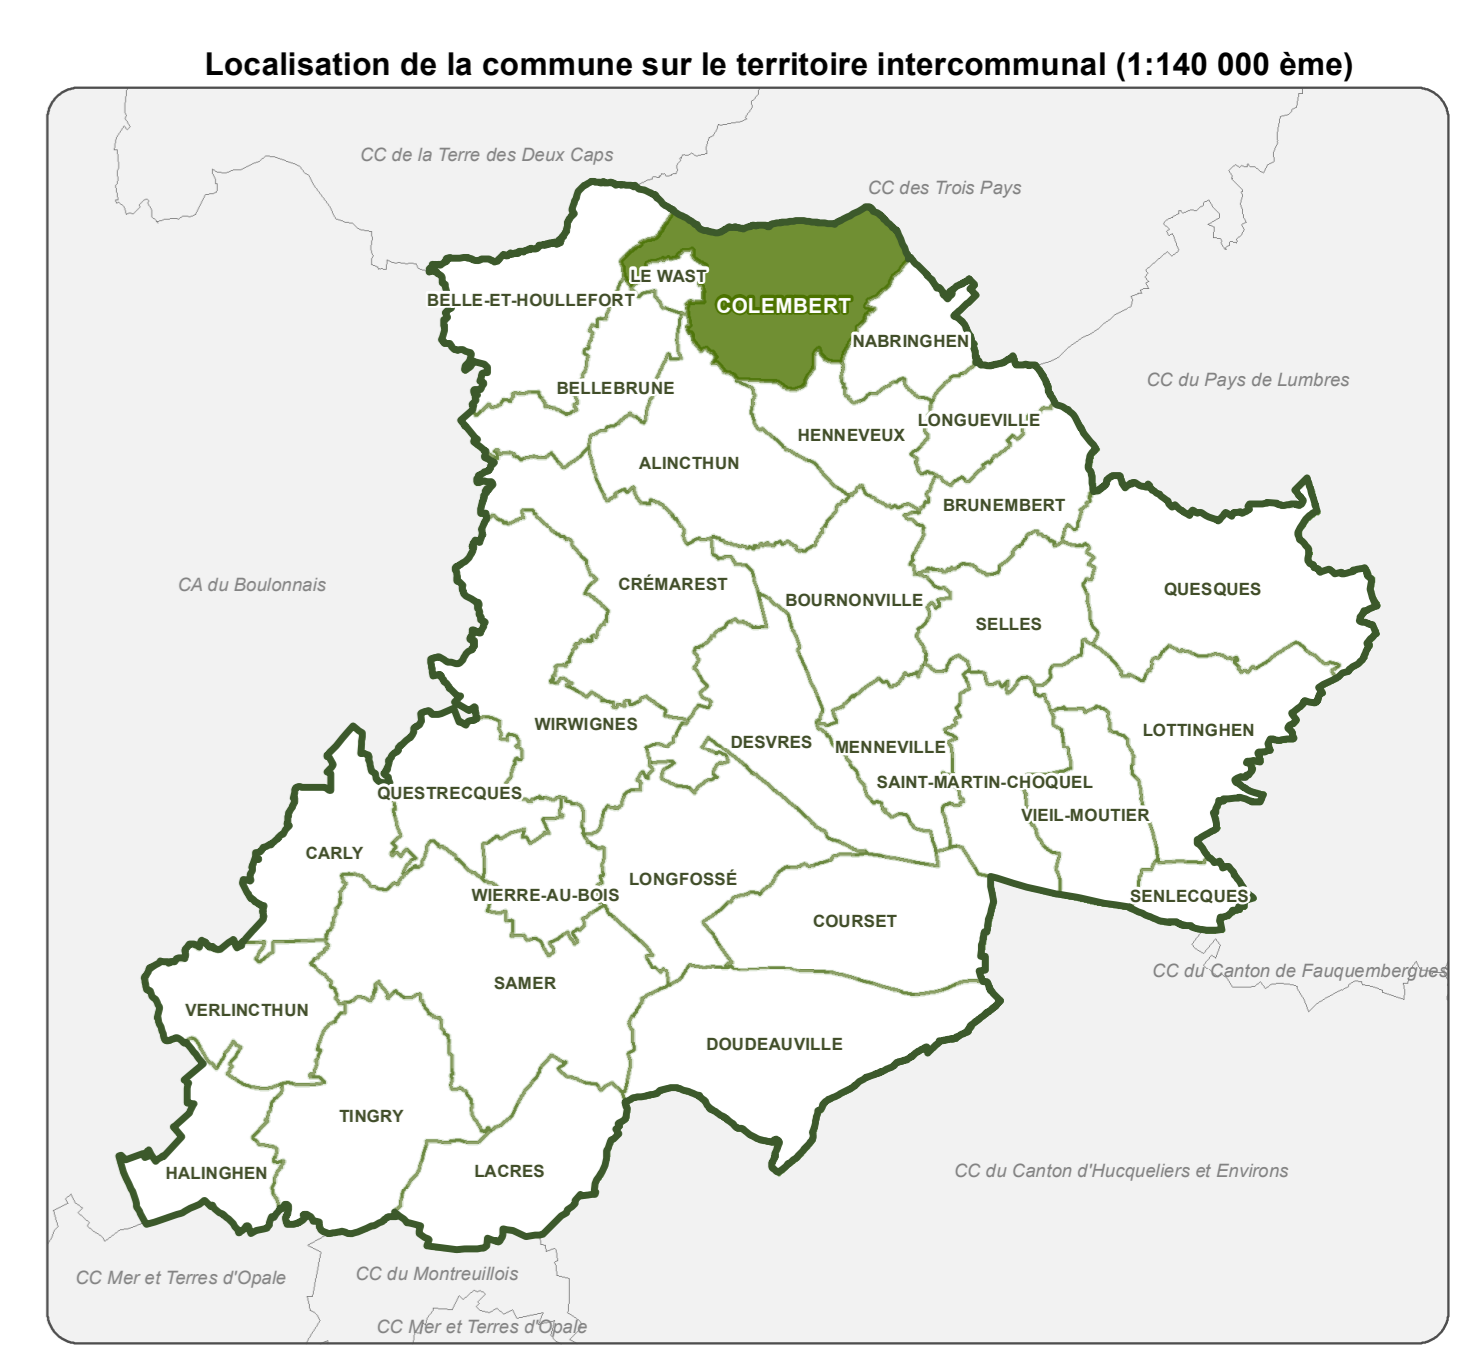 Localisation de la commune sur le territoire intercommunal (1:140 000 ème)
CC de la Terre des Deux Caps
CC des Trois Pays
LE WAST
BELLE-ET-HOULLEFORT
COLEMBERT
NABRINGHEN
CC du Pays de Lumbres
BELLEBRUNE
LONGUEVILLE
HENNEVEUX
ALINCTHUN
BRUNEMBERT
CA du Boulonnais
CRÉMAREST
QUESQUES
BOURNONVILLE
SELLES
WIRWIGNES
LOTTINGHEN
DESVRES
MENNEVILLE
SAINT-MARTIN-CHOQUEL
QUESTRECQUES
VIEIL-MOUTIER
CARLY
LONGFOSSÉ
WIERRE-AU-BOIS
SENLECQUES
COURSET
CC du Canton de Fauquembergues
SAMER
VERLINCTHUN
DOUDEAUVILLE
TINGRY
HALINGHEN
LACRES
CC du Canton d'Hucqueliers et Environs
CC Mer et Terres d'Opale
CC du Montreuillois
CC Mer et Terres d'Opale